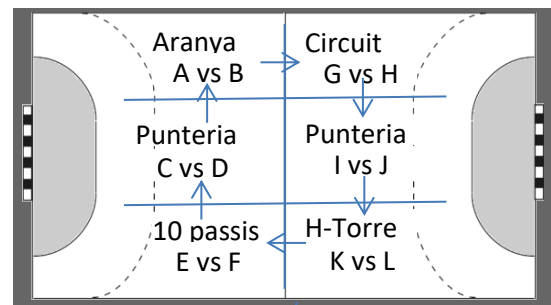 Aranya
A vs B
Circuit
G vs H
Punteria
C vs D
Punteria
I vs J
10 passis
E vs F
H-Torre
K vs L